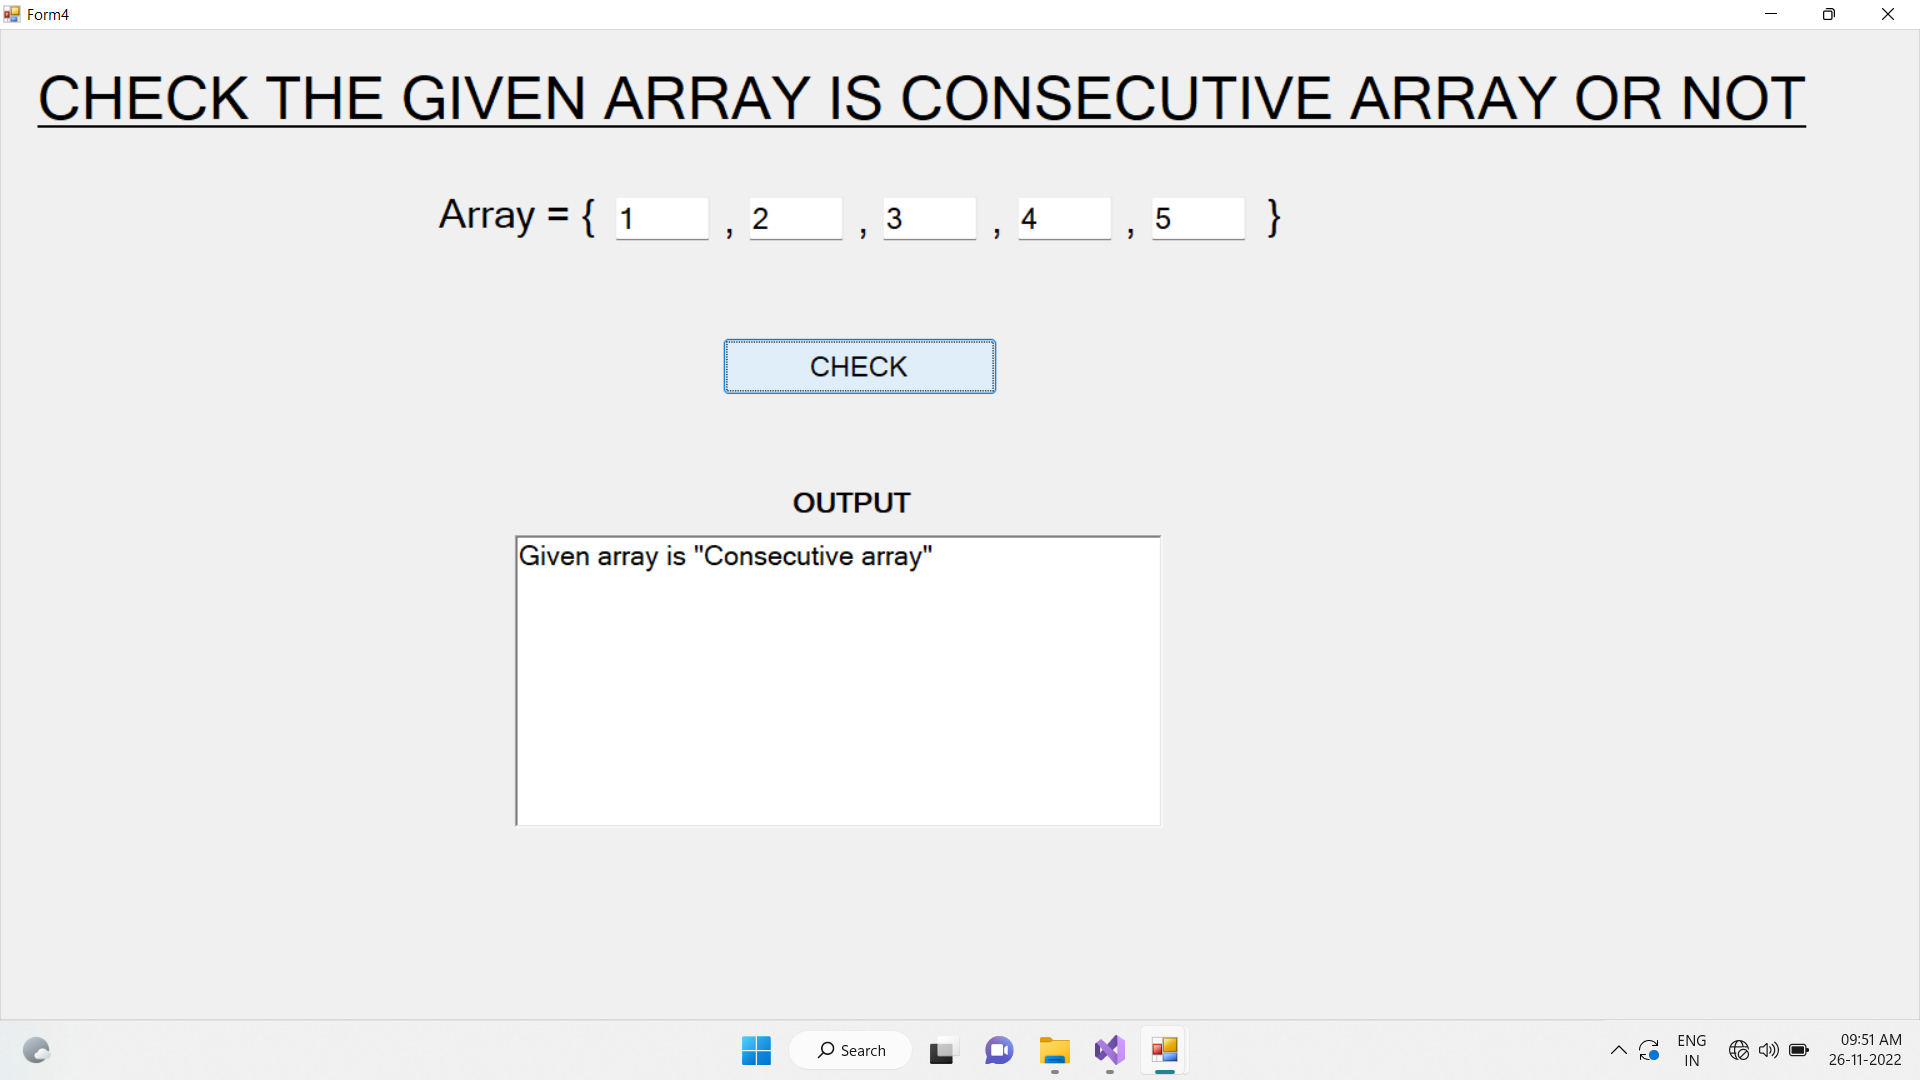 Form4
CHECK THE GIVEN ARRAY IS CONSECUTIVE ARRAY OR NOT
Array = { 1 , 2 , 3 , 4 , 5 }
CHECK
OUTPUT
Given array is "Consecutive array"
Search
ENG
IN
09:51 AM
26-11-2022